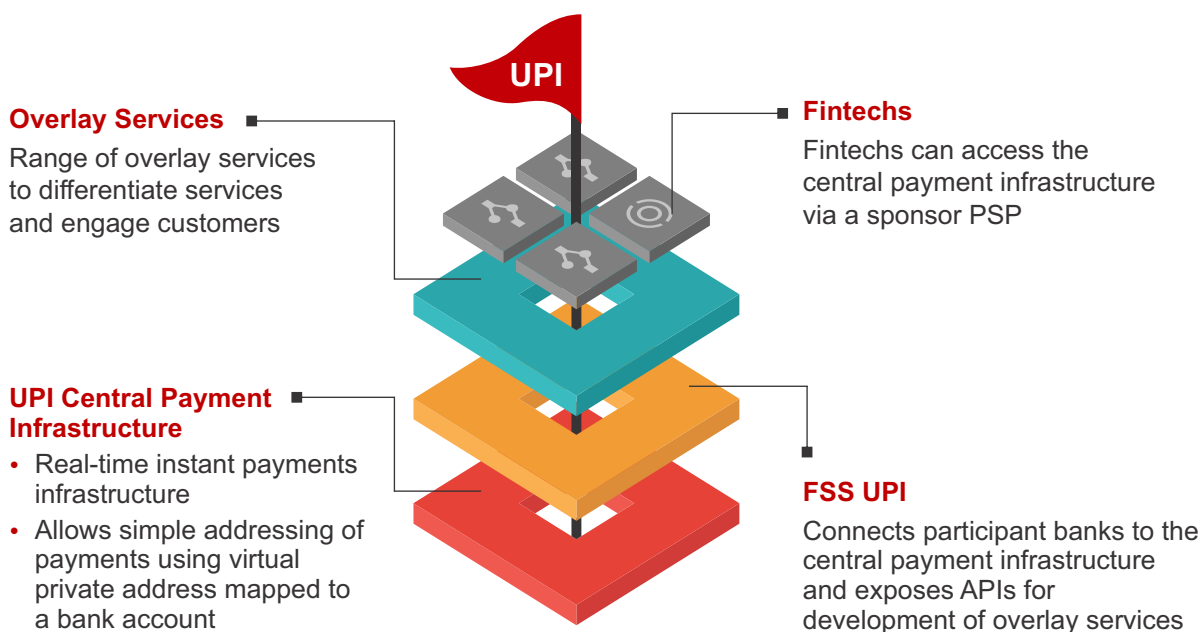 UPI
Overlay Services
Range of overlay services
to differentiate services
and engage customers
Fintechs
Fintechs can access the
central payment infrastructure
via a sponsor PSP
UPI Central Payment
Infrastructure
• Real-time instant payments
infrastructure
• Allows simple addressing of
payments using virtual
private address mapped to
a bank account
FSS UPI
Connects participant banks to the
central payment infrastructure
and exposes APIs for
development of overlay services